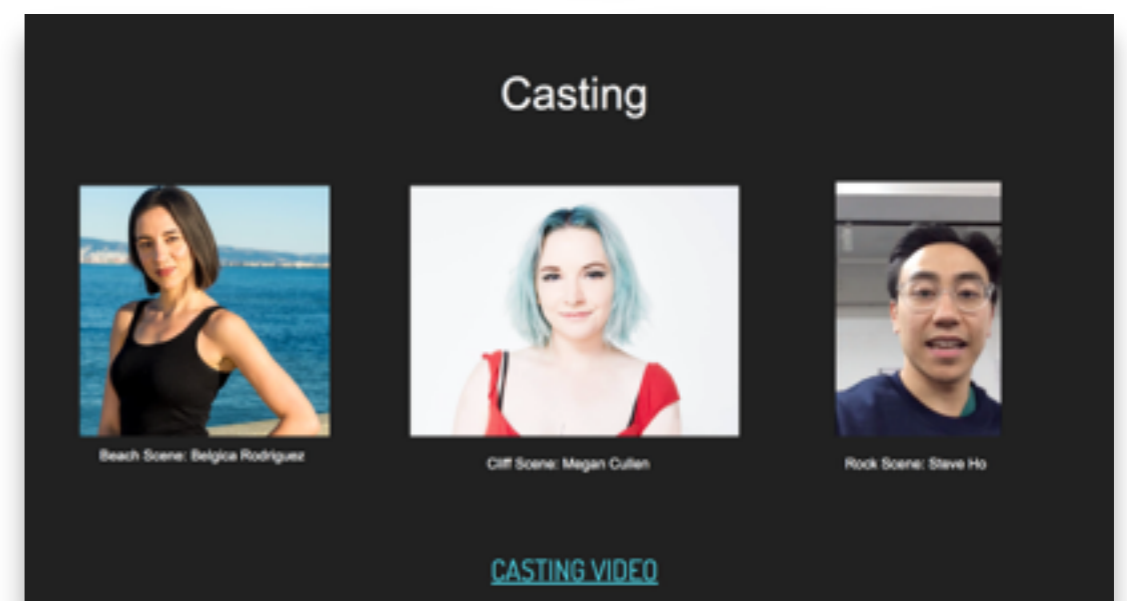 Casting
Beach Scene: Belgica Rodriguez
Cliff Scene: Megan Cullen
Rock Scene: Steve Ho
CASTING VIDEO